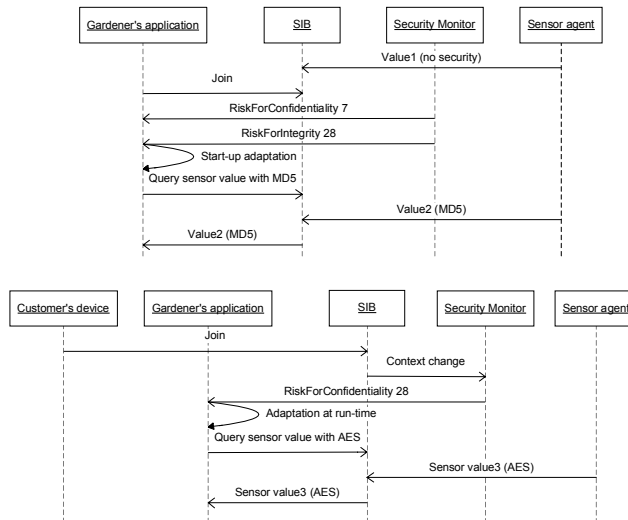 Gardener's application
SIB
Security Monitor
Sensor agent
Value1 (no security)
Join
RiskForConfidentiality 7
RiskForIntegrity 28
Start-up adaptation
Query sensor value with MD5
Value2 (MD5)
Value2 (MD5)
Customer's device
Gardener's application
SIB
Security Monitor
Sensor agent
Join
Context change
RiskForConfidentiality 28
Adaptation at run-time
Query sensor value with AES
Sensor value3 (AES)
Sensor value3 (AES)